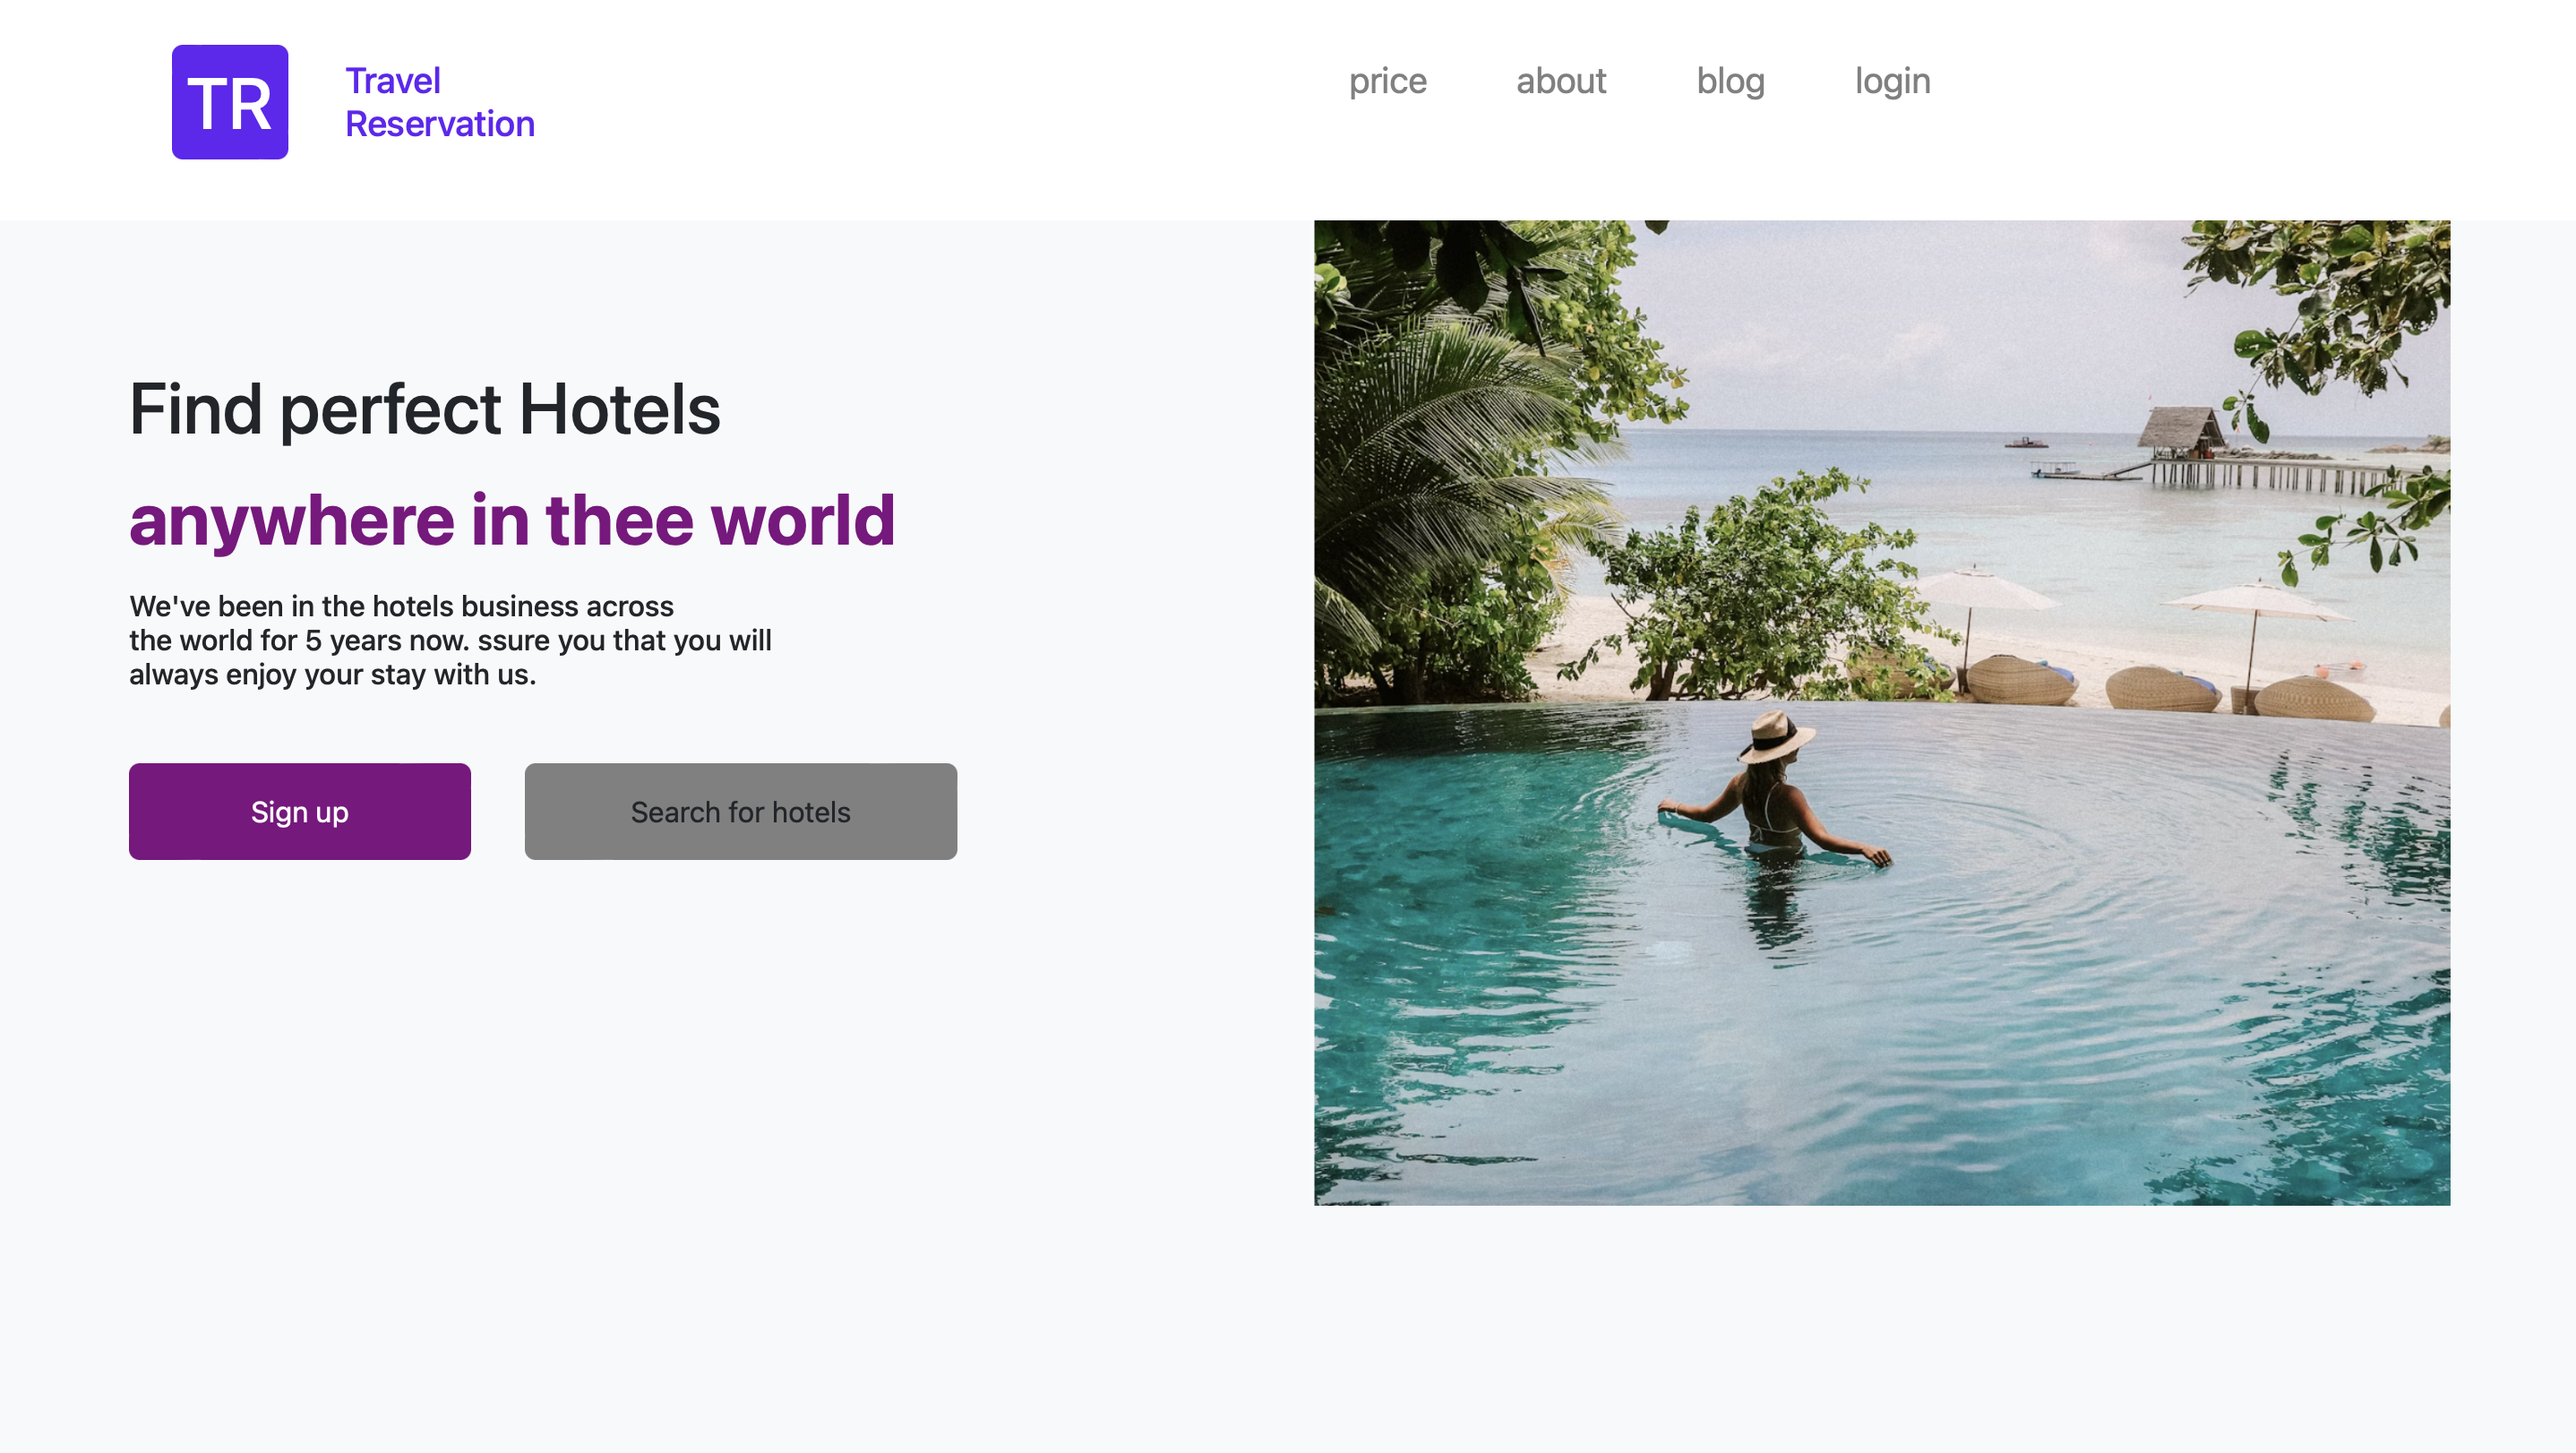 TR
Travel
Reservation
price about blog login
Find perfect Hotels
anywhere in thee world
We've been in the hotels business across
the world for 5 years now. ssure you that you will
always enjoy your stay with us.
Sign up
Search for hotels